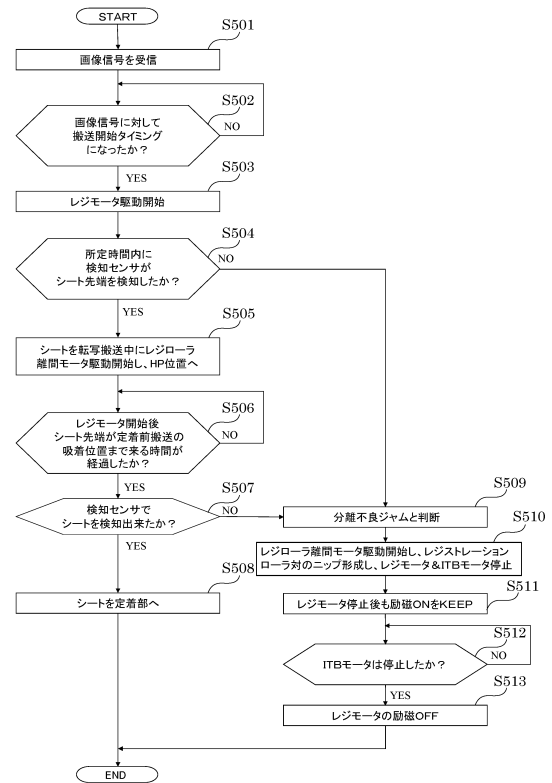 START
S501
画像信号を受信
S502
画像信号に対して
搬送開始タイミング
になったか？
NO
YES
S503
レジモータ駆動開始
S504
所定時間内に
検知センサが
シート先端を検知したか？
NO
YES
S505
シートを転写搬送中にレジローラ
離間モータ駆動開始し、HP位置へ
S506
レジモータ開始後
シート先端が定着前搬送の
吸着位置まで来る時間が
経過したか？
NO
YES
S507
検知センサで
シートを検知出来たか？
NO
YES
S508
シートを定着部へ
S509
分離不良ジャムと判断
S510
レジローラ離間モータ駆動開始し、レジストレーション
ローラ対のニップ形成し、レジモータ＆ITBモータ停止
S511
レジモータ停止後も励磁ONをKEEP
S512
ITBモータは停止したか？
NO
YES
S513
レジモータの励磁OFF
END